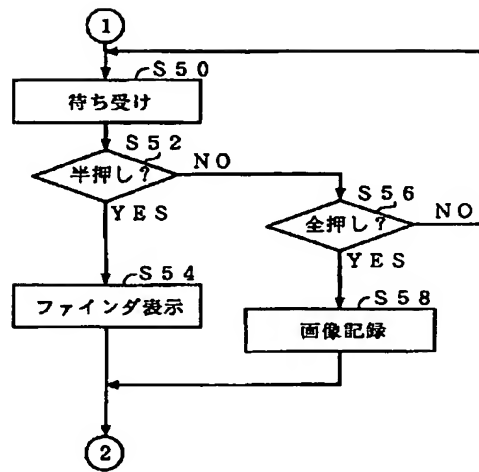 1
S50
待ち受け
S52
半押し?
NO
YES
S56
全押し?
NO
YES
S54
ファインダ表示
S58
画像記録
2